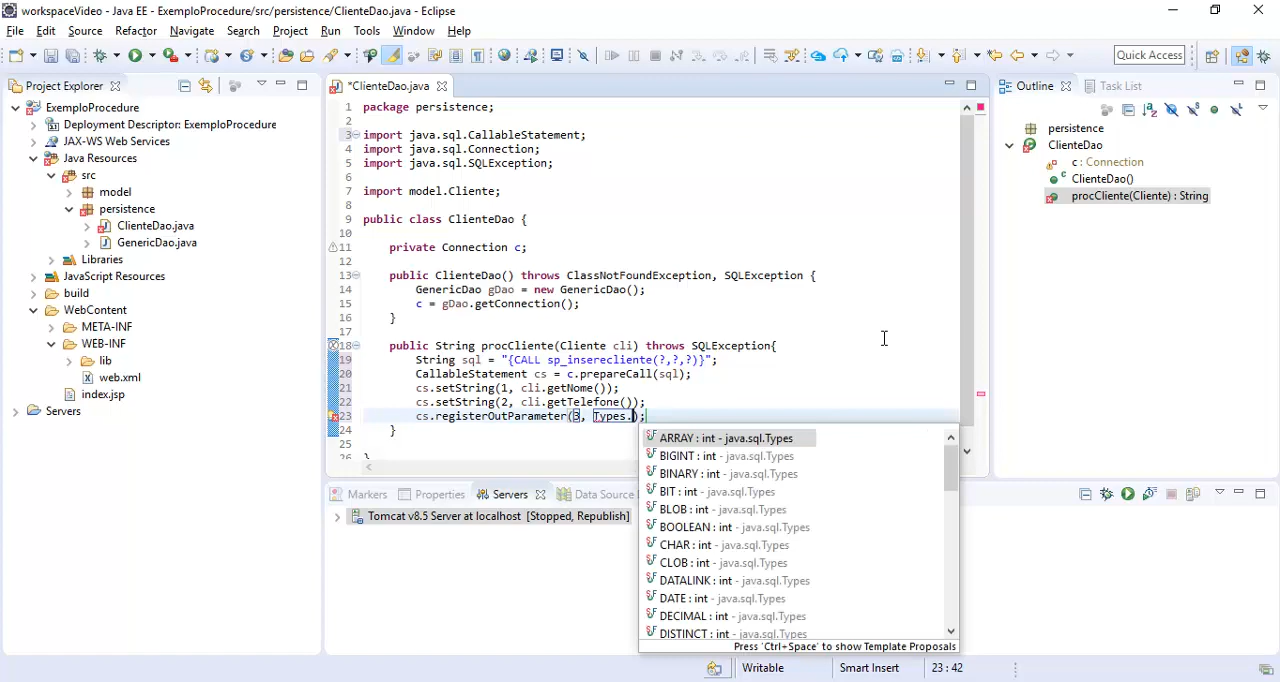 workspaceVideo - Java EE - ExemploProcedure/src/persistence/ClienteDao.java - Eclipse
File Edit Source Refactor Navigate Search Project Run Tools Window Help
Quick Access
Project Explorer
*ClienteDao.java
Outline
Task List
ExemploProcedure
Deployment Descriptor: ExemploProcedure
JAX-WS Web Services
Java Resources
src
model
persistence
ClienteDao.java
GenericDao.java
Libraries
JavaScript Resources
build
WebContent
META-INF
WEB-INF
lib
web.xml
index.jsp
Servers
1 package persistence;
2
3 import java.sql.CallableStatement;
4 import java.sql.Connection;
5 import java.sql.SQLException;
6
7 import model.Cliente;
8
9 public class ClienteDao {
10
11 private Connection c;
12
13 public ClienteDao() throws ClassNotFoundException, SQLException {
14 GenericDao gDao = new GenericDao();
15 c = gDao.getConnection();
16 }
17
18 public String procCliente(Cliente cli) throws SQLException{
19 String sql = "{CALL sp_inserecliente(?,?,?)}";
20 CallableStatement cs = c.prepareCall(sql);
21 cs.setString(1, cli.getNome());
22 cs.setString(2, cli.getTelefone());
23 cs.registerOutParameter(3, Types.);
24 }
25
26 }
ARRAY : int - java.sql.Types
BIGINT : int - java.sql.Types
BINARY : int - java.sql.Types
BIT : int - java.sql.Types
BLOB : int - java.sql.Types
BOOLEAN : int - java.sql.Types
CHAR : int - java.sql.Types
CLOB : int - java.sql.Types
DATALINK : int - java.sql.Types
DATE : int - java.sql.Types
DECIMAL : int - java.sql.Types
DISTINCT : int - java.sql.Types
Press 'Ctrl+Space' to show Template Proposals
persistence
ClienteDao
c : Connection
ClienteDao()
procCliente(Cliente) : String
Markers
Properties
Servers
Data Source
Tomcat v8.5 Server at localhost [Stopped, Republish]
Writable
Smart Insert
23 : 42